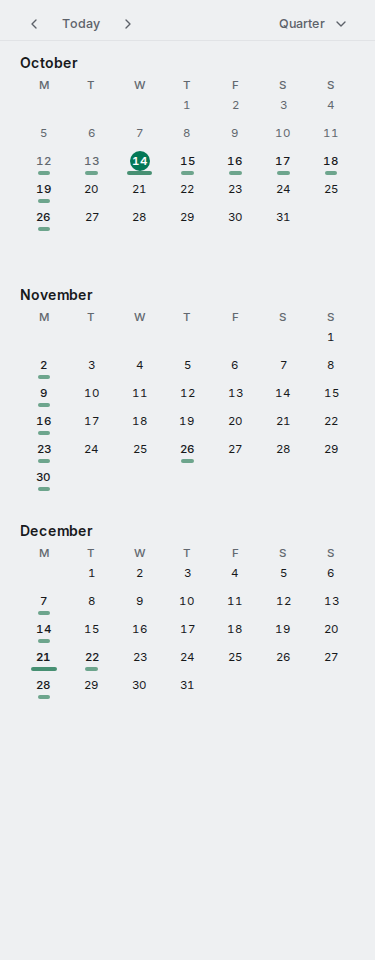 Today Quarter
October
M T W T F S S
1 2 3 4
5 6 7 8 9 10 11
12 13 14 15 16 17 18
19 20 21 22 23 24 25
26 27 28 29 30 31
November
M T W T F S S
1
2 3 4 5 6 7 8
9 10 11 12 13 14 15
16 17 18 19 20 21 22
23 24 25 26 27 28 29
30
December
M T W T F S S
1 2 3 4 5 6
7 8 9 10 11 12 13
14 15 16 17 18 19 20
21 22 23 24 25 26 27
28 29 30 31